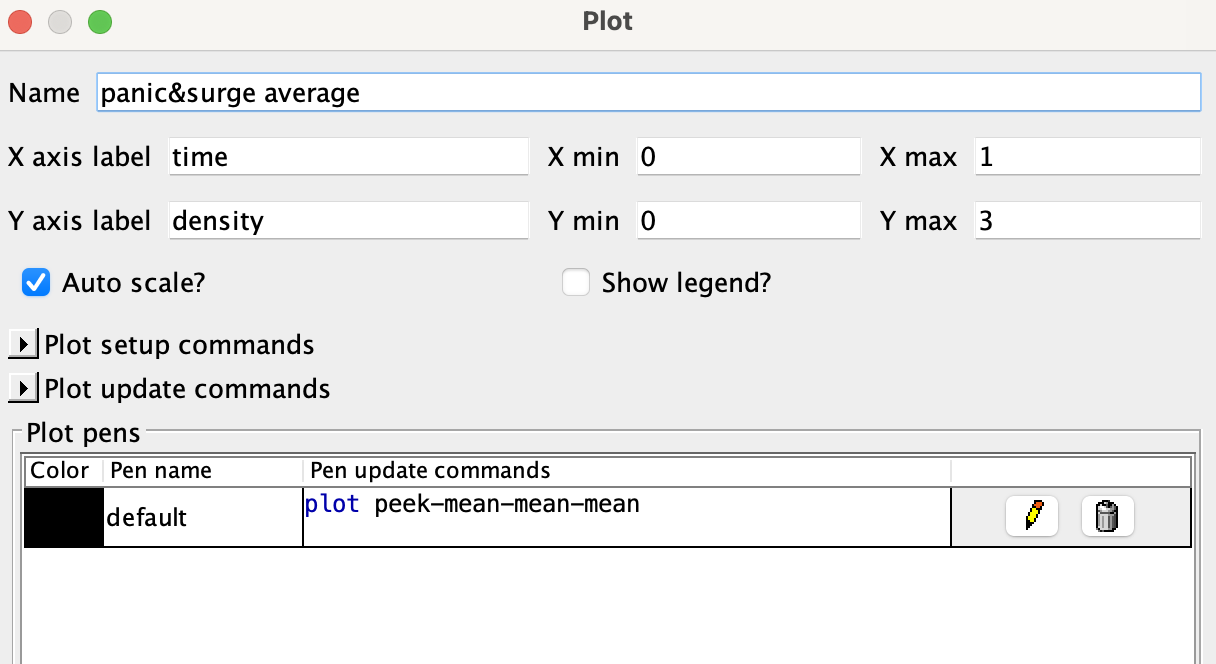 Plot
Name panic&surge average
X axis label time X min 0 X max 1
Y axis label density Y min 0 Y max 3
Auto scale? Show legend?
Plot setup commands
Plot update commands
Plot pens
Color Pen name Pen update commands
default plot peek-mean-mean-mean